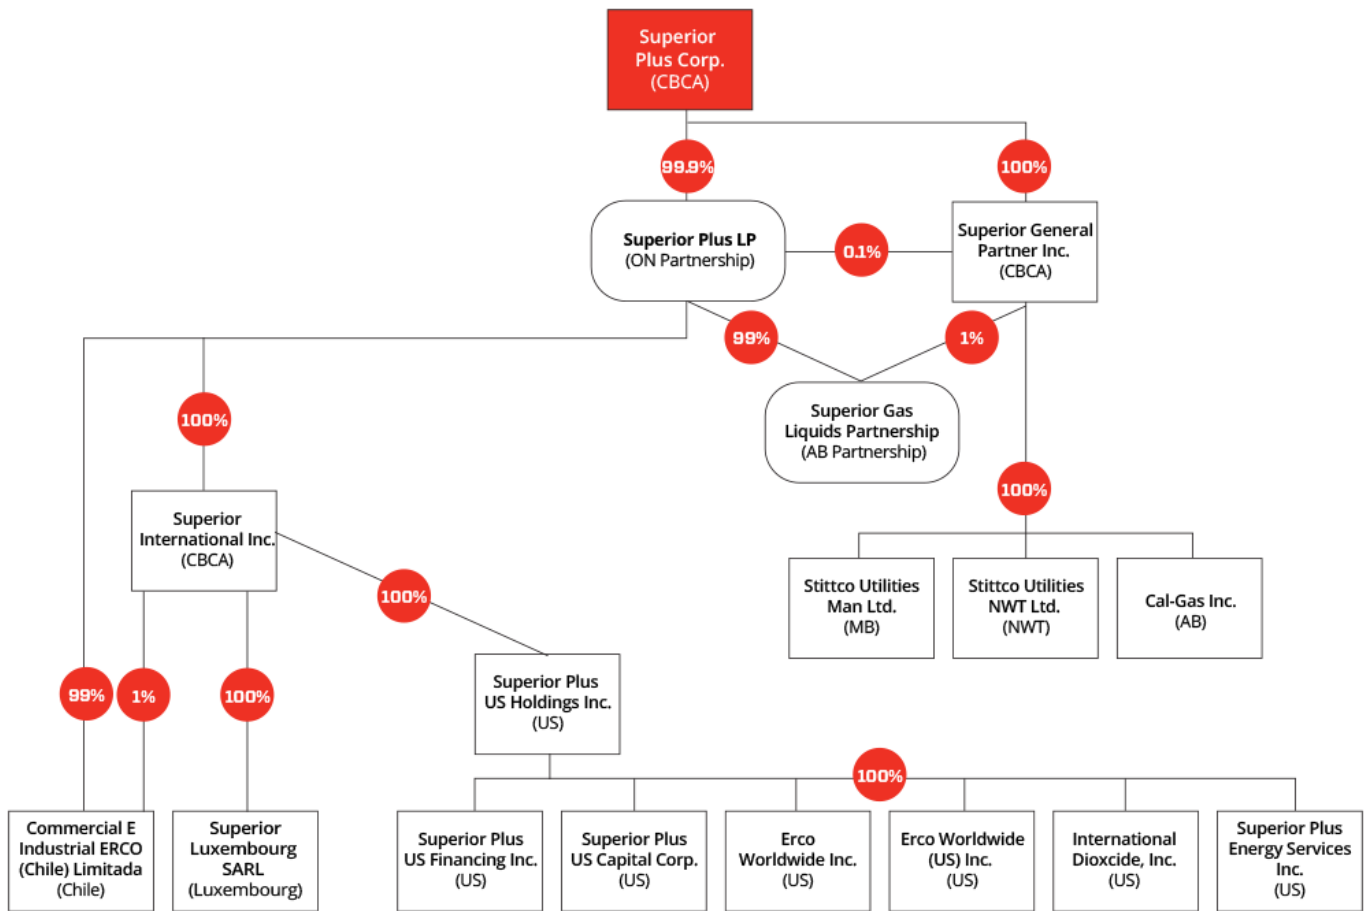 Superior
Plus Corp.
(CBCA)
99.9%
100%
Superior Plus LP
(ON Partnership)
0.1%
Superior General
Partner Inc.
(CBCA)
99%
1%
100%
Superior Gas
Liquids Partnership
(AB Partnership)
100%
Superior
International Inc.
(CBCA)
100%
Stittco Utilities
Man Ltd.
(MB)
Stittco Utilities
NWT Ltd.
(NWT)
Cal-Gas Inc.
(AB)
99%
1%
100%
Superior Plus
US Holdings Inc.
(US)
100%
Commercial E
Industrial ERCO
(Chile) Limitada
(Chile)
Superior
Luxembourg
SARL
(Luxembourg)
Superior Plus
US Financing Inc.
(US)
Superior Plus
US Capital Corp.
(US)
Erco
Worldwide Inc.
(US)
Erco Worldwide
(US) Inc.
(US)
International
Dioxcide, Inc.
(US)
Superior Plus
Energy Services
Inc.
(US)